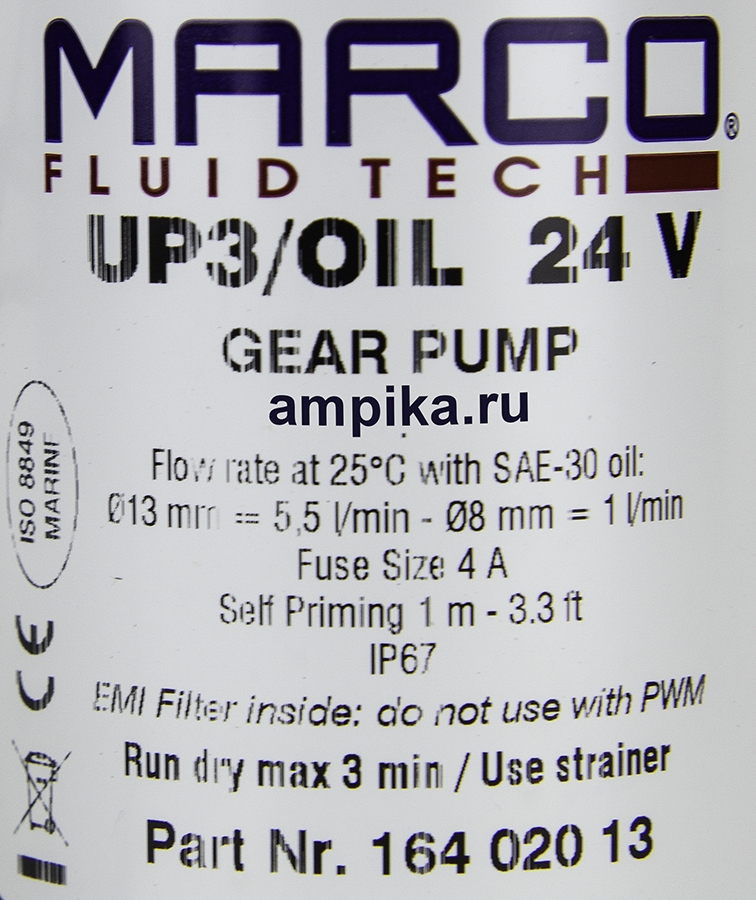 MARCO®
FLUID TECH
UP3/OIL 24 V
GEAR PUMP
ampika.ru
Flow rate at 25°C with SAE-30 oil:
Ø13 mm = 5,5 l/min - Ø8 mm = 1 l/min
Fuse Size 4 A
Self Priming 1 m - 3.3 ft
IP67
EMI Filter inside: do not use with PWM
Run dry max 3 min / Use strainer
Part Nr. 164 020 13
ISO 8849
MARINE
CE